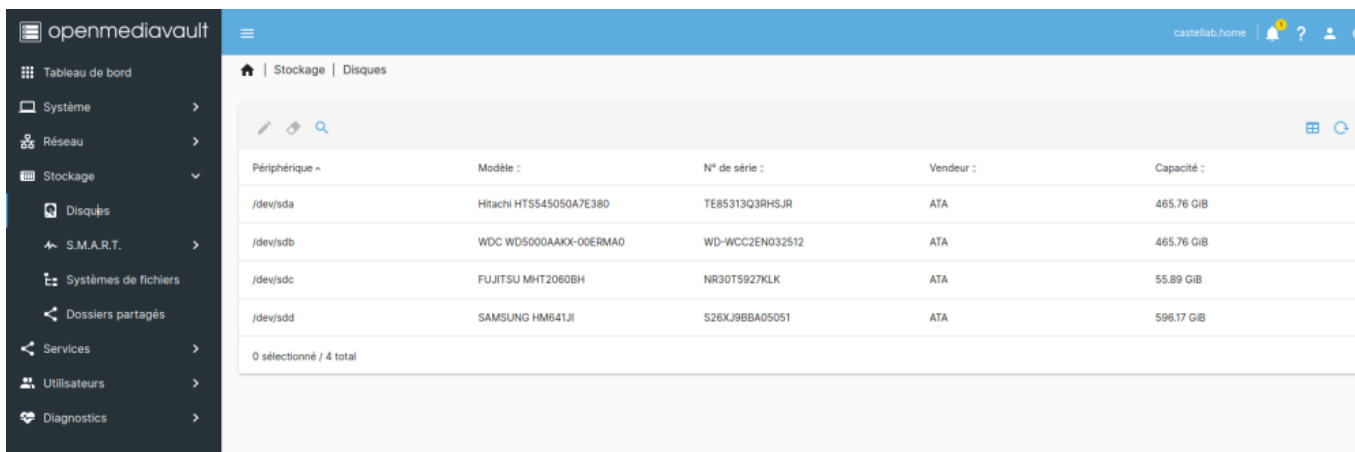 openmediavault
castellab.home 1 ?
Tableau de bord
Stockage | Disques
Système
Réseau
Stockage
Disques
S.M.A.R.T.
Systèmes de fichiers
Dossiers partagés
Services
Utilisateurs
Diagnostics
Périphérique Modèle N° de série Vendeur Capacité
/dev/sda Hitachi HTS545050A7E380 TE85313Q3RHSJR ATA 465.76 GiB
/dev/sdb WDC WD5000AAKX-00ERMA0 WD-WCC2EN032512 ATA 465.76 GiB
/dev/sdc FUJITSU MHT2060BH NR30T5927KLK ATA 55.89 GiB
/dev/sdd SAMSUNG HM641JI S26XJ9BBA05051 ATA 596.17 GiB
0 sélectionné / 4 total